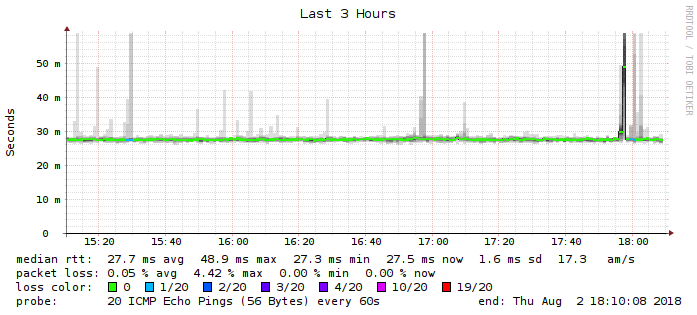 Last 3 Hours
RRDTOOL / TOBI OETIKER
Seconds
50 m
40 m
30 m
20 m
10 m
0
15:20 15:40 16:00 16:20 16:40 17:00 17:20 17:40 18:00
median rtt: 27.7 ms avg 48.9 ms max 27.3 ms min 27.5 ms now 1.6 ms sd 17.3 am/s
packet loss: 0.05 % avg 4.42 % max 0.00 % min 0.00 % now
loss color: 0 1/20 2/20 3/20 4/20 10/20 19/20
probe: 20 ICMP Echo Pings (56 Bytes) every 60s end: Thu Aug 2 18:10:08 2018